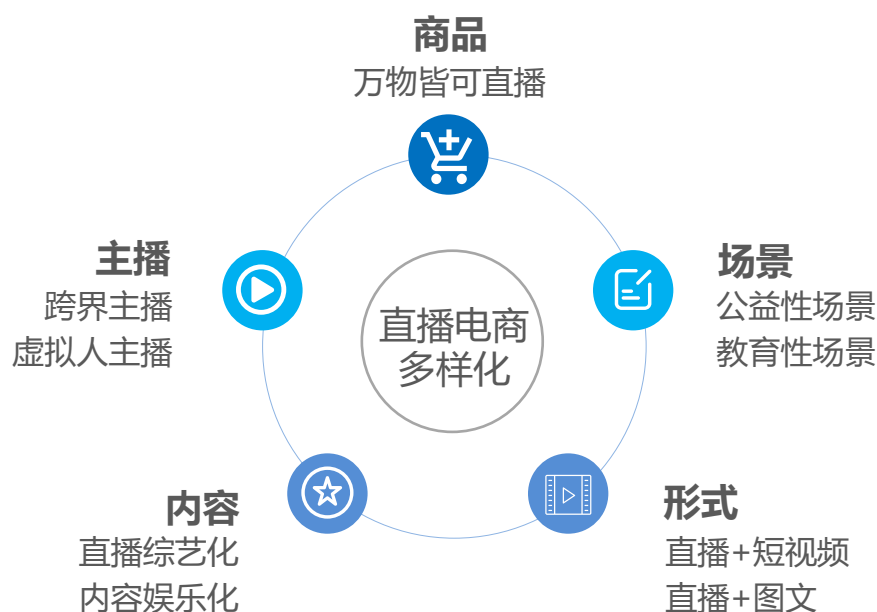 商品
万物皆可直播
主播
跨界主播
虚拟人主播
场景
公益性场景
教育性场景
直播电商
多样化
内容
直播综艺化
内容娱乐化
形式
直播+短视频
直播+图文